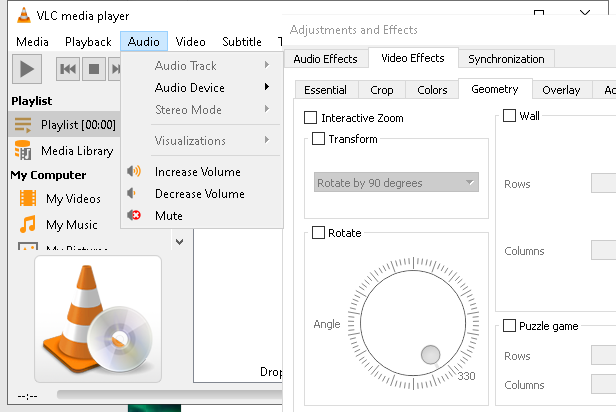 VLC media player
Media Playback Audio Video Subtitle T
Playlist
Playlist [00:00]
Media Library
My Computer
My Videos
My Music
My Pictures
--:--
Audio Track
Audio Device
Stereo Mode
Visualizations
Increase Volume
Decrease Volume
Mute
Drop
Adjustments and Effects
Audio Effects Video Effects Synchronization
Essential Crop Colors Geometry Overlay Ac
Interactive Zoom
Transform
Rotate by 90 degrees
Rotate
Angle
330
Wall
Rows
Columns
Puzzle game
Rows
Columns